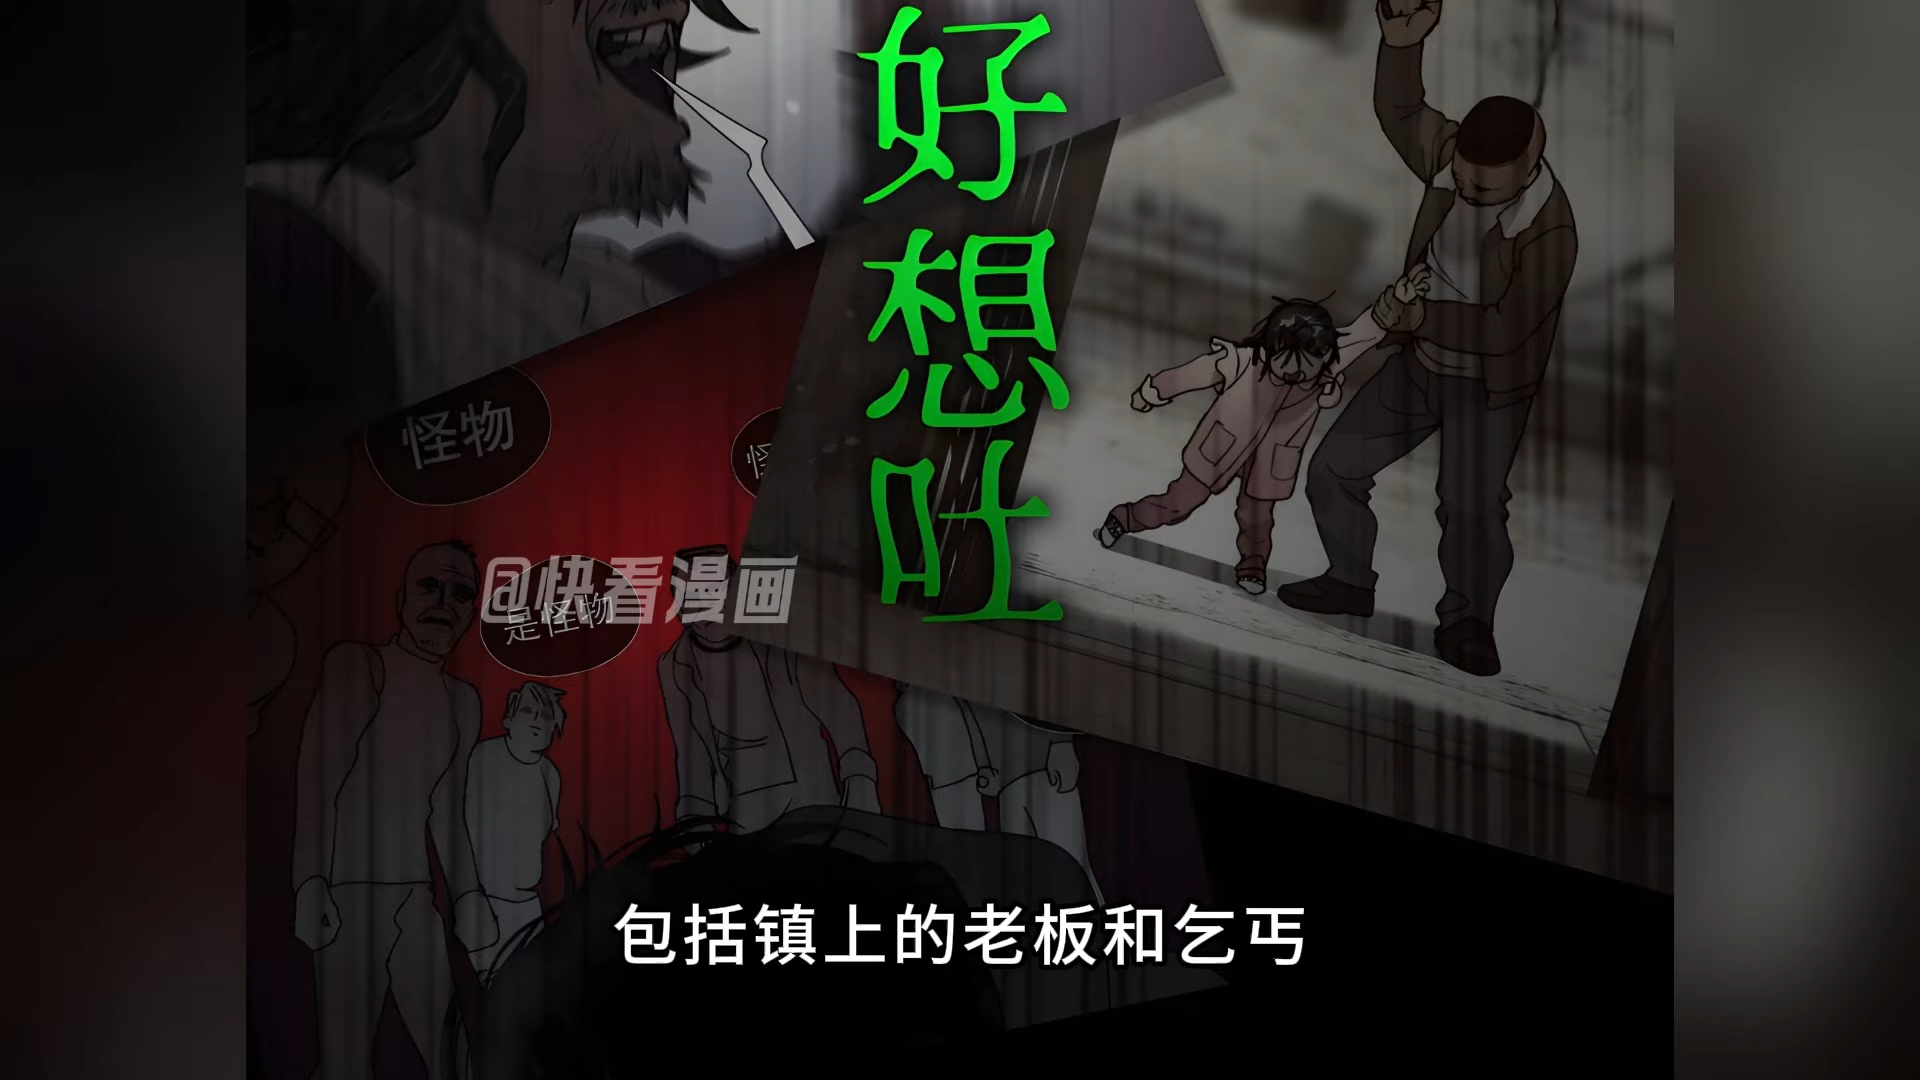 好想吐
怪物
怪
@快看漫画
是怪物
包括镇上的老板和乞丐